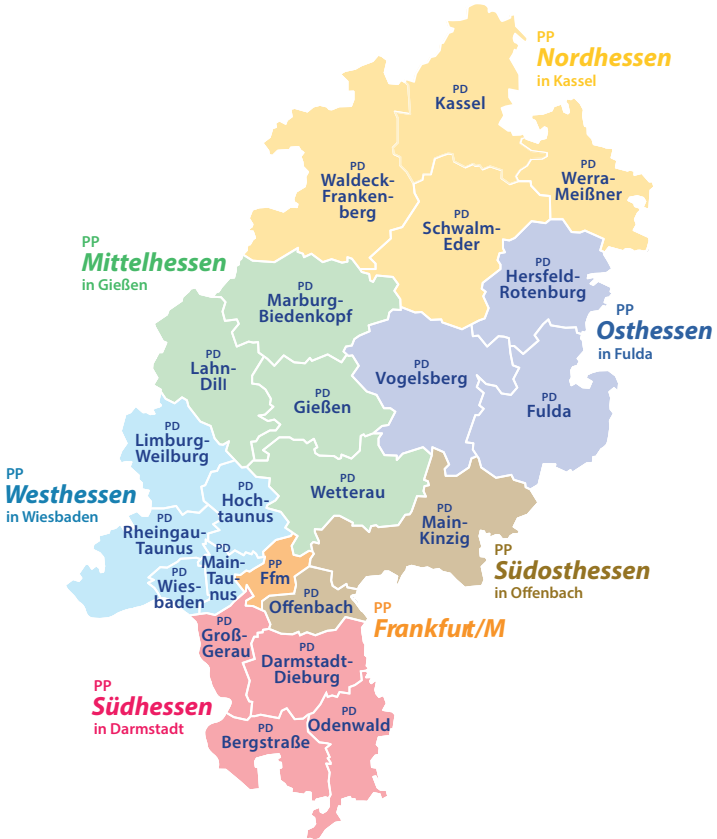 PP
Nordhessen
in Kassel
PD
Kassel
PD
Waldeck-
Franken-
berg
PD
Werra-
Meißner
PD
Schwalm-
Eder
PP
Mittelhessen
in Gießen
PD
Hersfeld-
Rotenburg
PD
Marburg-
Biedenkopf
PP
Osthessen
in Fulda
PD
Lahn-
Dill
PD
Vogelsberg
PD
Gießen
PD
Fulda
PD
Limburg-
Weilburg
PP
Westhessen
in Wiesbaden
PD
Hoch-
taunus
PD
Wetterau
PD
Main-
Kinzig
PD
Rheingau-
Taunus
PD
Main-
Tau-
nus
PD
Wies-
baden
PP
Ffm
PP
Südosthessen
in Offenbach
PD
Offenbach
PP
Frankfurt/M
PD
Groß-
Gerau
PD
Darmstadt-
Dieburg
PP
Südhessen
in Darmstadt
PD
Odenwald
PD
Bergstraße